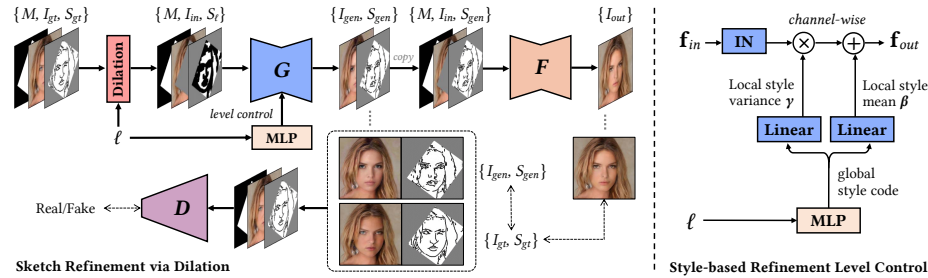 {M, I_gt, S_gt}
{M, I_in, S_ℓ}
{I_gen, S_gen}
{M, I_in, S_gen}
{I_out}
Dilation
G
copy
F
level control
ℓ
MLP
{I_gen, S_gen}
{I_gt, S_gt}
Real/Fake
D
Sketch Refinement via Dilation
channel-wise
f_in
IN
×
+
f_out
Local style
variance γ
Local style
mean β
Linear
Linear
global
style code
ℓ
MLP
Style-based Refinement Level Control